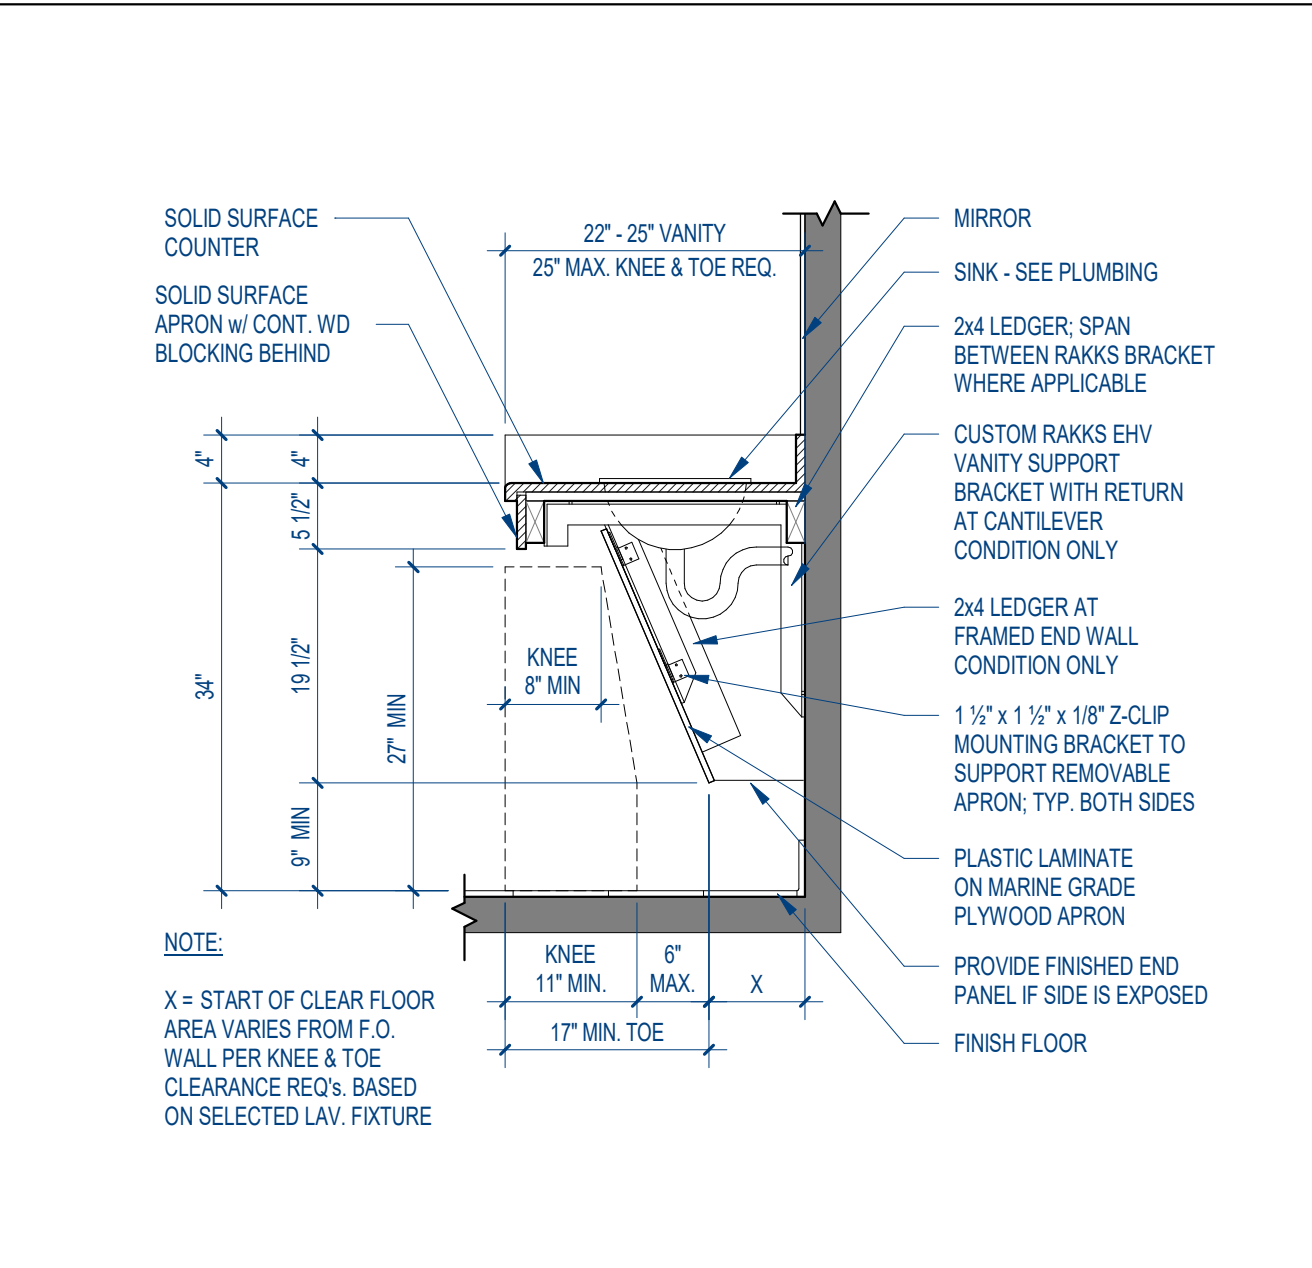 SOLID SURFACE
COUNTER
SOLID SURFACE
APRON w/ CONT. WD
BLOCKING BEHIND
22" - 25" VANITY
25" MAX. KNEE & TOE REQ.
MIRROR
SINK - SEE PLUMBING
2x4 LEDGER; SPAN
BETWEEN RAKKS BRACKET
WHERE APPLICABLE
CUSTOM RAKKS EHV
VANITY SUPPORT
BRACKET WITH RETURN
AT CANTILEVER
CONDITION ONLY
2x4 LEDGER AT
FRAMED END WALL
CONDITION ONLY
1 ½" x 1 ½" x 1/8" Z-CLIP
MOUNTING BRACKET TO
SUPPORT REMOVABLE
APRON; TYP. BOTH SIDES
PLASTIC LAMINATE
ON MARINE GRADE
PLYWOOD APRON
PROVIDE FINISHED END
PANEL IF SIDE IS EXPOSED
FINISH FLOOR
4"
34"
4"
5 1/2"
19 1/2"
9" MIN
27" MIN
KNEE
8" MIN
KNEE
11" MIN.
6"
MAX.
X
17" MIN. TOE
NOTE:
X = START OF CLEAR FLOOR
AREA VARIES FROM F.O.
WALL PER KNEE & TOE
CLEARANCE REQ's. BASED
ON SELECTED LAV. FIXTURE